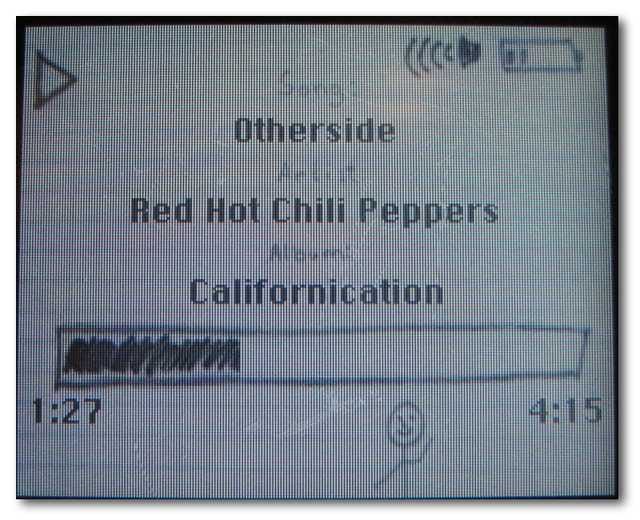 Song:
Otherside
Artist:
Red Hot Chili Peppers
Album:
Californication
1:27 4:15